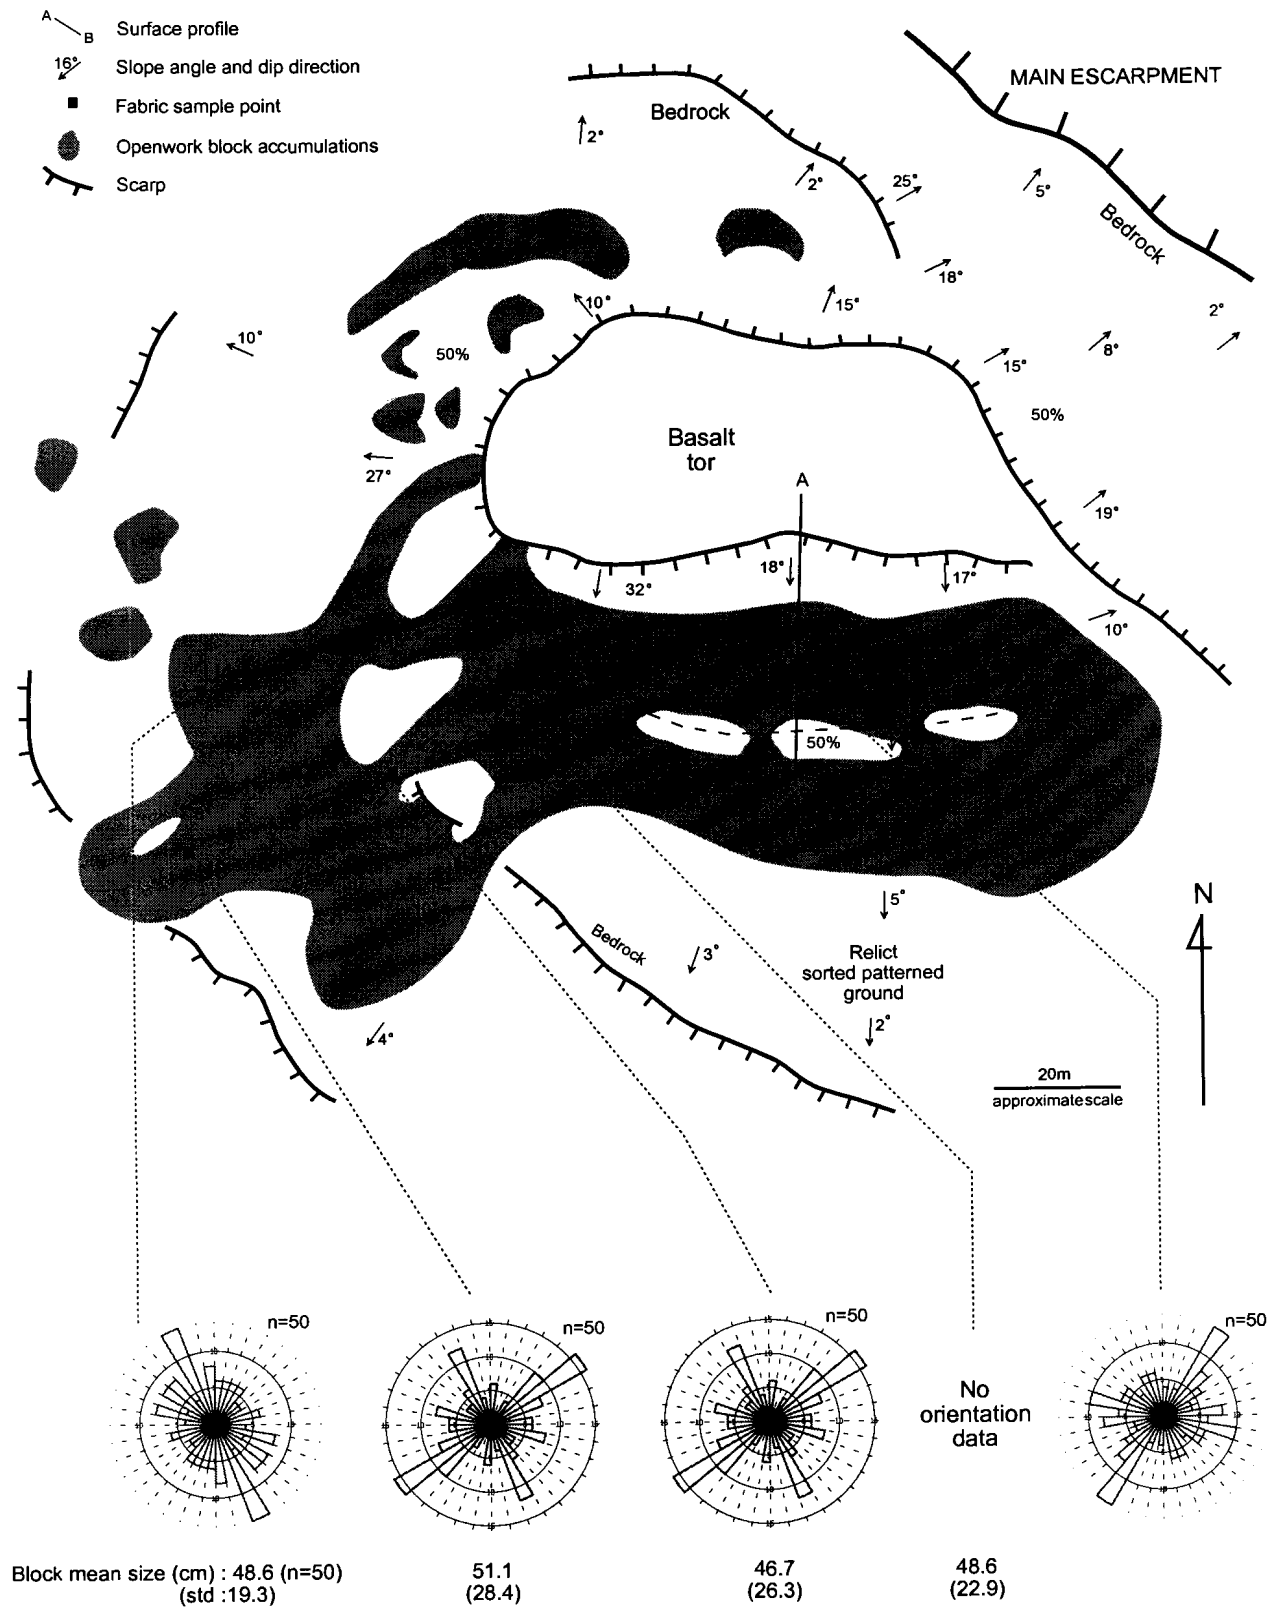 A
B
Surface profile
16°
Slope angle and dip direction
Fabric sample point
Openwork block accumulations
Scarp
MAIN ESCARPMENT
Bedrock
2°
2°
25°
5°
Bedrock
18°
10°
15°
2°
10°
50%
15°
8°
50%
Basalt
tor
27°
A
19°
32°
18°
17°
10°
50%
5°
N
Bedrock
3°
Relict
sorted patterned
ground
2°
4°
20m
approximate scale
n=50
n=50
n=50
n=50
No
orientation
data
Block mean size (cm) : 48.6 (n=50)
(std :19.3)
51.1
(28.4)
46.7
(26.3)
48.6
(22.9)